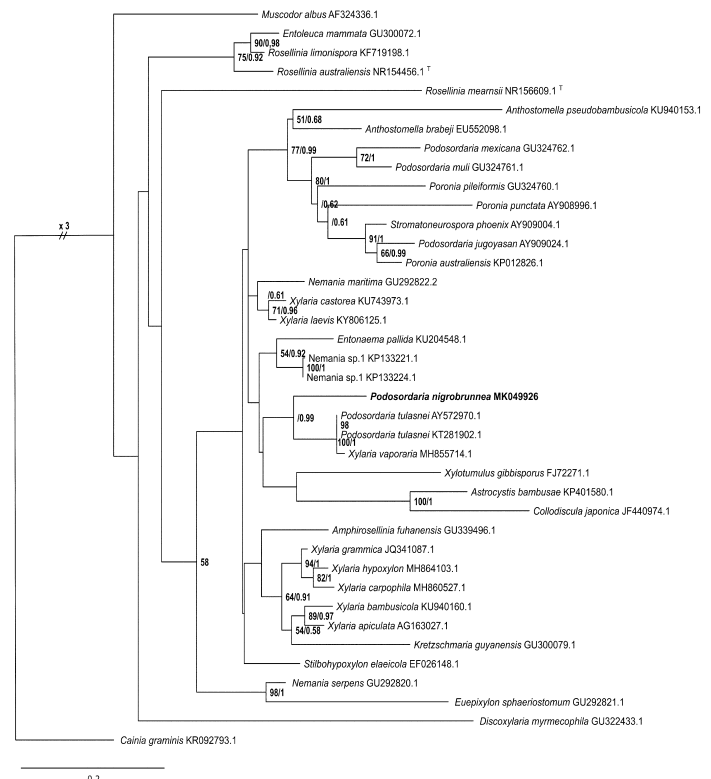 Muscodor albus AF324336.1
Entoleuca mammata GU300072.1
90/0,98
Rosellinia limonispora KF719198.1
75/0.92
Rosellinia australiensis NR154456.1 T
Rosellinia mearnsii NR156609.1 T
Anthostomella pseudobambusicola KU940153.1
51/0.68
Anthostomella brabeji EU552098.1
77/0.99
Podosordaria mexicana GU324762.1
72/1
Podosordaria muli GU324761.1
80/1
Poronia pileiformis GU324760.1
/0.62
Poronia punctata AY908996.1
/0.61
Stromatoneurospora phoenix AY909004.1
x 3
91/1
Podosordaria jugoyasan AY909024.1
66/0.99
Poronia australiensis KP012826.1
Nemania maritima GU292822.2
/0.61
Xylaria castorea KU743973.1
71/0.96
Xylaria laevis KY806125.1
Entonaema pallida KU204548.1
54/0.92
Nemania sp.1 KP133221.1
100/1
Nemania sp.1 KP133224.1
Podosordaria nigrobrunnea MK049926
/0.99
Podosordaria tulasnei AY572970.1
98
Podosordaria tulasnei KT281902.1
100/1
Xylaria vaporaria MH855714.1
Xylotumulus gibbisporus FJ72271.1
Astrocystis bambusae KP401580.1
100/1
Collodiscula japonica JF440974.1
Amphirosellinia fuhanensis GU339496.1
Xylaria grammica JQ341087.1
94/1
58
Xylaria hypoxylon MH864103.1
82/1
Xylaria carpophila MH860527.1
64/0.91
Xylaria bambusicola KU940160.1
89/0.97
Xylaria apiculata AG163027.1
54/0.58
Kretzschmaria guyanensis GU300079.1
Stilbohypoxylon elaeicola EF026148.1
Nemania serpens GU292820.1
98/1
Euepixylon sphaeriostomum GU292821.1
Discoxylaria myrmecophila GU322433.1
Cainia graminis KR092793.1